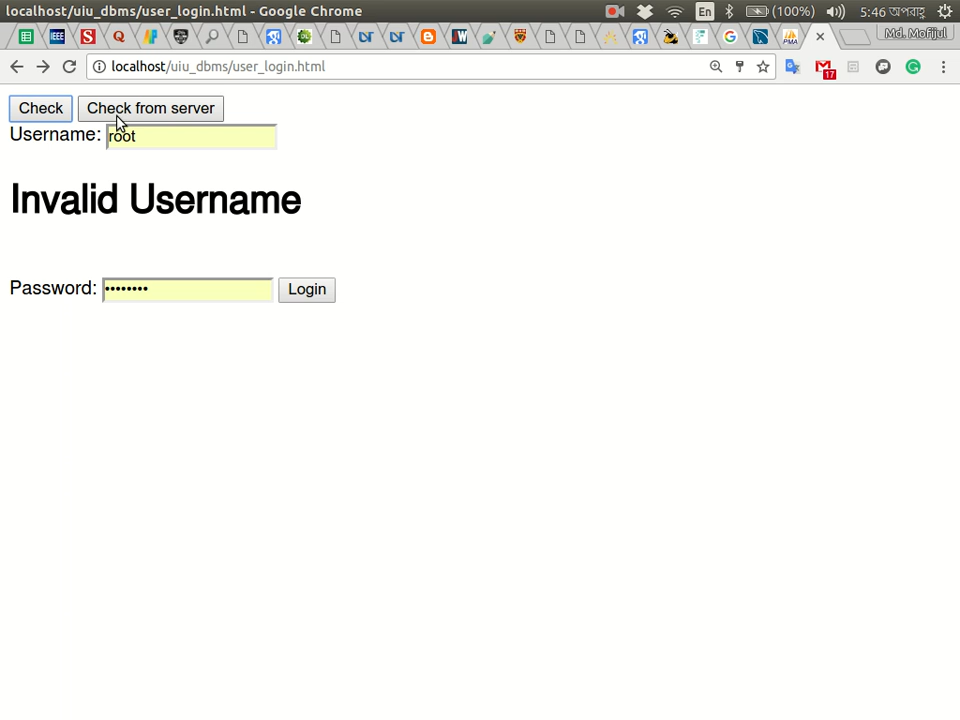 localhost/uiu_dbms/user_login.html - Google Chrome
En (100%) 5:46 অপরাহ্ণ
Md. Mofijul
localhost/uiu_dbms/user_login.html
17
Check Check from server
Username: root
Invalid Username
Password: •••••••• Login